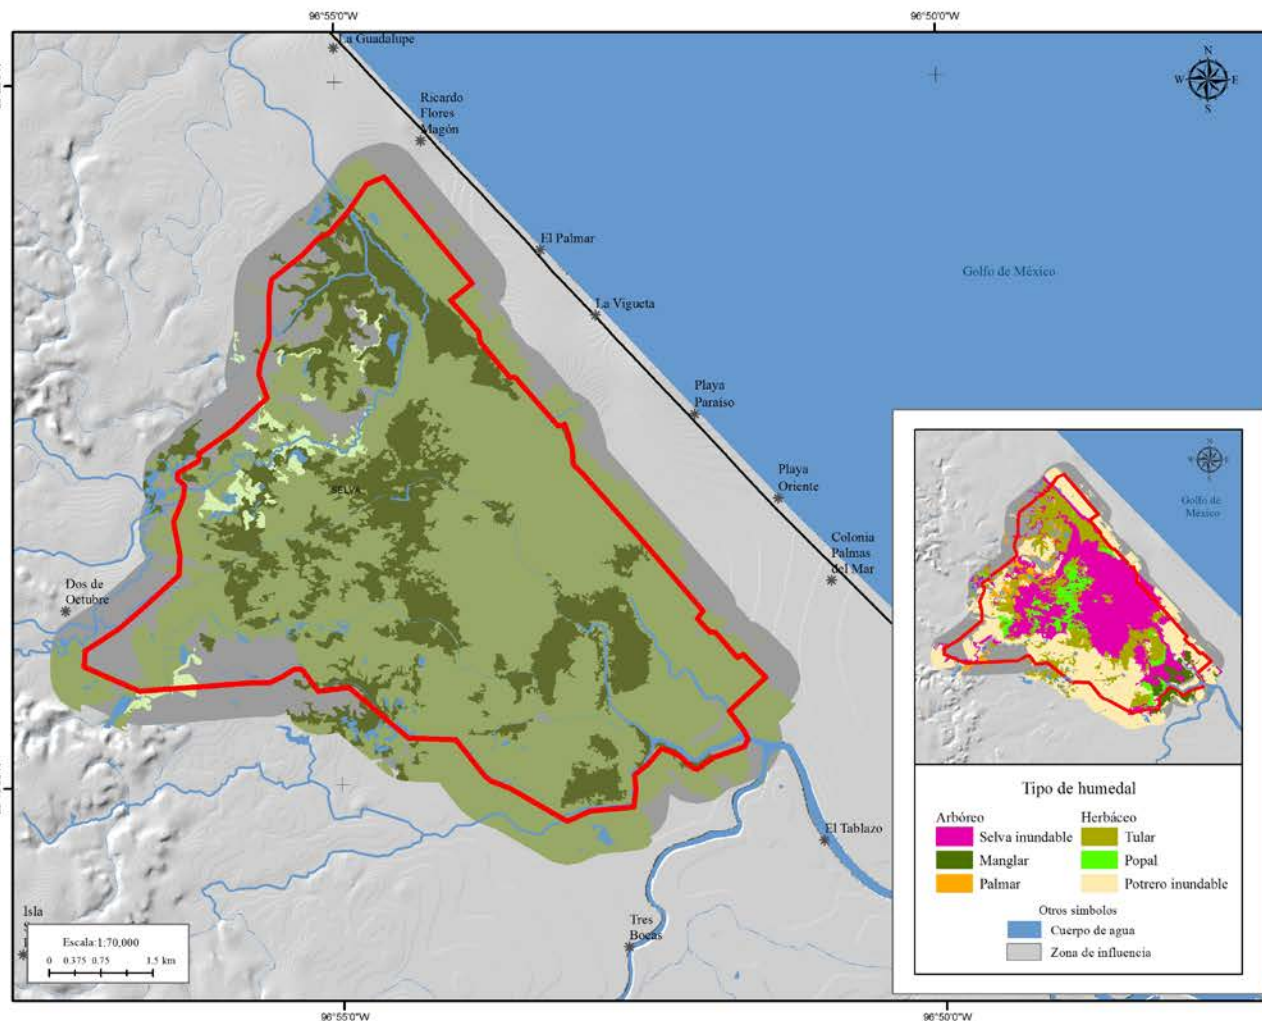 96°55'0"W
96°50'0"W
La Guadalupe
Ricardo
Flores
Magón
N
W
E
S
El Palmar
Golfo de México
La Vigueta
Playa
Paraíso
Playa
Oriente
SELVA
Colonia
Palmas
del Mar
Dos de
Octubre
El Tablazo
Tres
Bocas
Isla
Escala:1:70,000
0 0.375 0.75 1.5 km
N
W
E
S
Golfo de
México
Tipo de humedal
Arbóreo
Herbáceo
Selva inundable
Tular
Manglar
Popal
Palmar
Potrero inundable
Otros símbolos
Cuerpo de agua
Zona de influencia
96°55'0"W
96°50'0"W